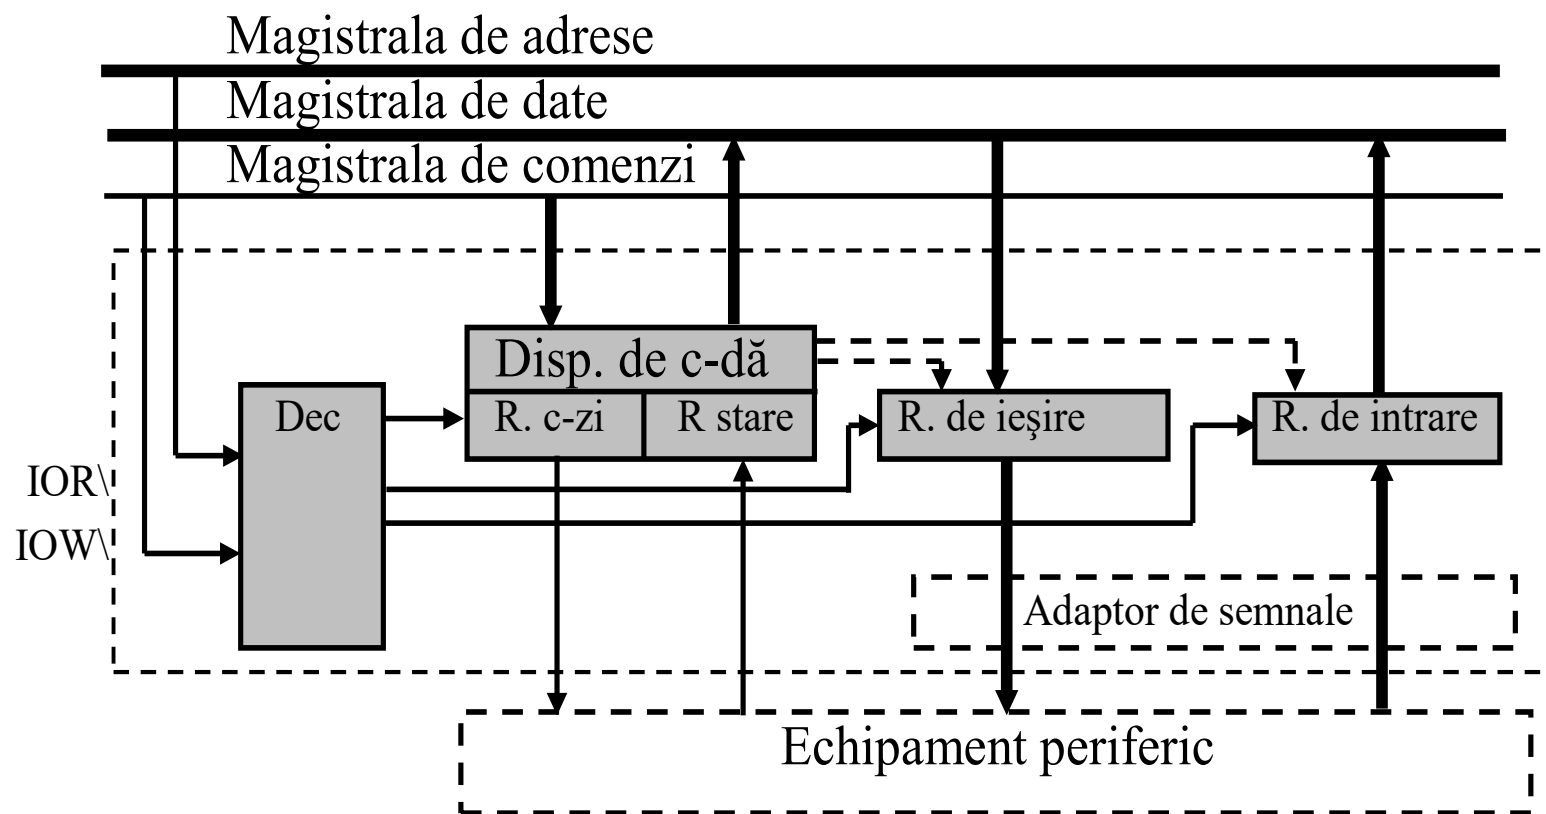 Magistrala de adrese
Magistrala de date
Magistrala de comenzi
Disp. de c-dă
Dec
R. c-zi
R stare
R. de ieşire
R. de intrare
IOR\
IOW\
Adaptor de semnale
Echipament periferic